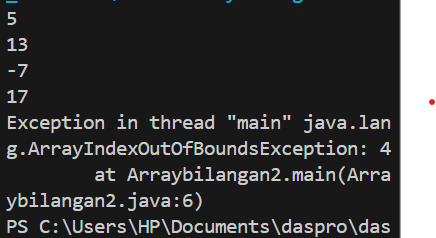 5
13
-7
17
Exception in thread "main" java.lan
g.ArrayIndexOutOfBoundsException: 4
at Arraybilangan2.main(Arra
ybilangan2.java:6)
PS C:\Users\HP\Documents\daspro\das